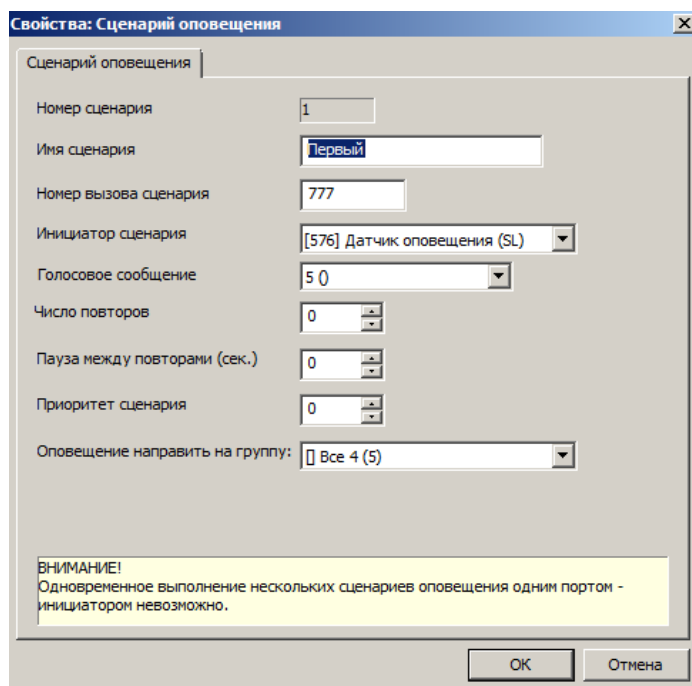 Свойства: Сценарий оповещения
Сценарий оповещения
Номер сценария 1
Имя сценария Первый
Номер вызова сценария 777
Инициатор сценария [576] Датчик оповещения (SL)
Голосовое сообщение 5 ()
Число повторов 0
Пауза между повторами (сек.) 0
Приоритет сценария 0
Оповещение направить на группу: [] Все 4 (5)
ВНИМАНИЕ!
Одновременное выполнение нескольких сценариев оповещения одним портом -
инициатором невозможно.
ОК Отмена